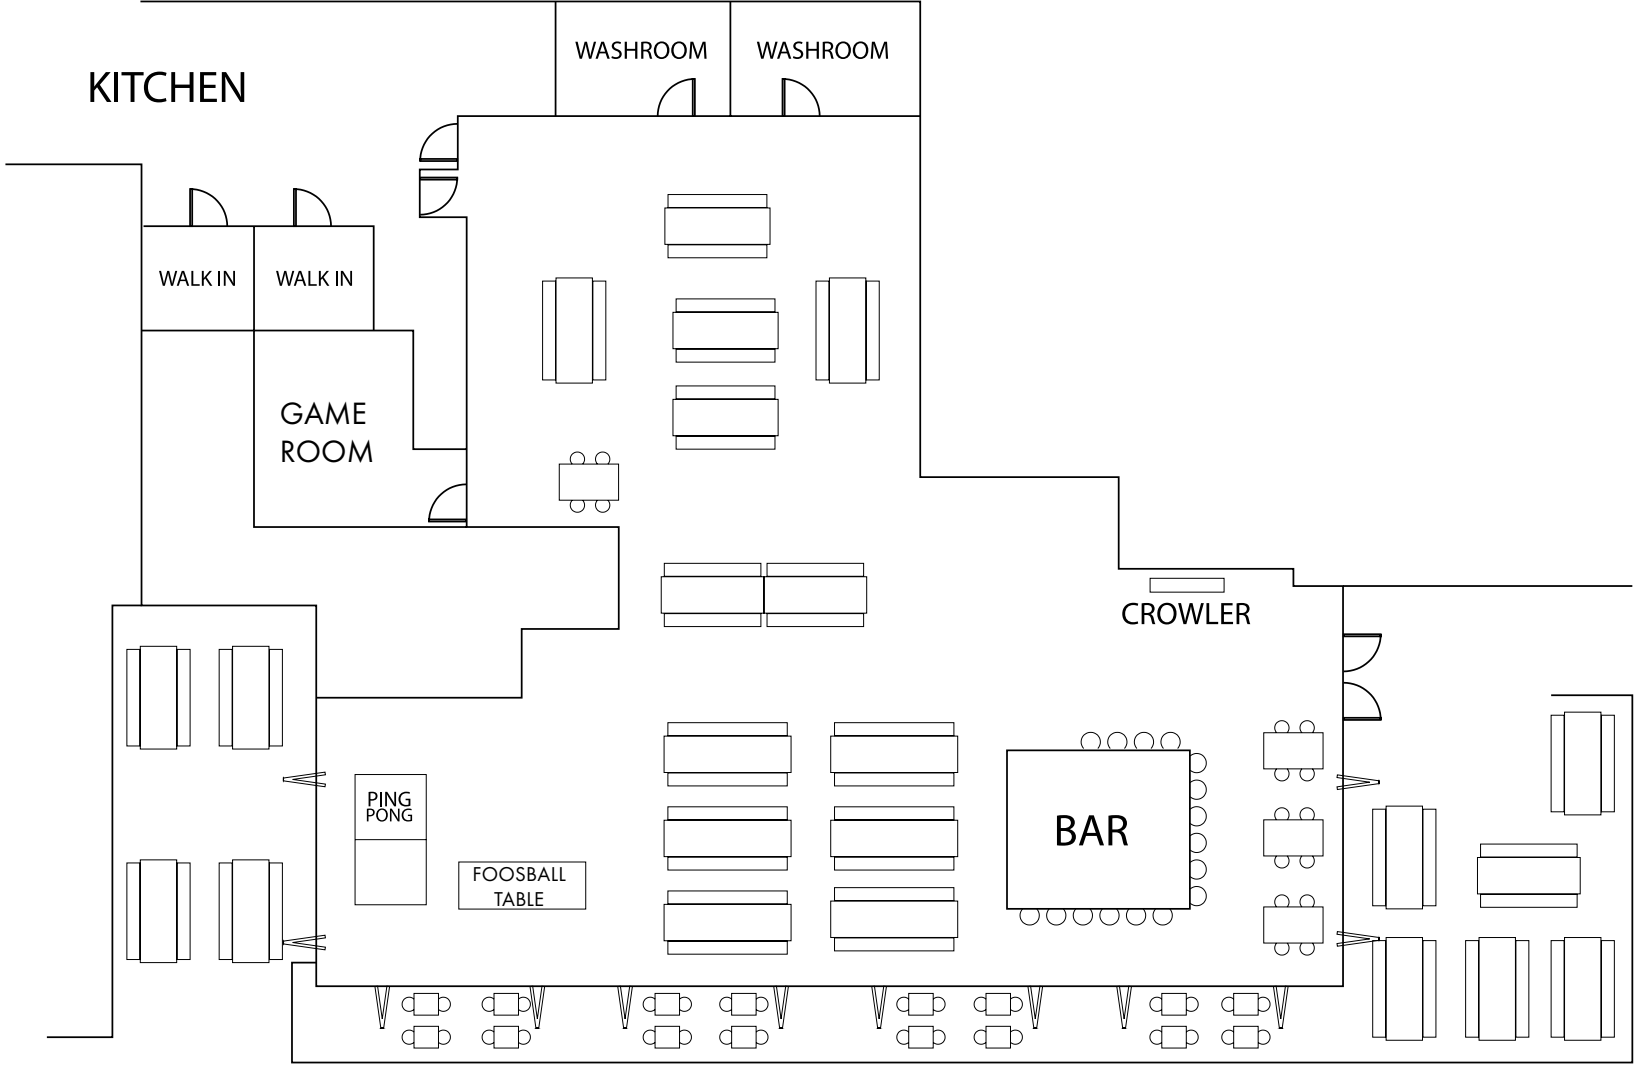 WASHROOM
WASHROOM
KITCHEN
WALK IN
WALK IN
GAME
ROOM
CROWLER
PING
PONG
BAR
FOOSBALL
TABLE